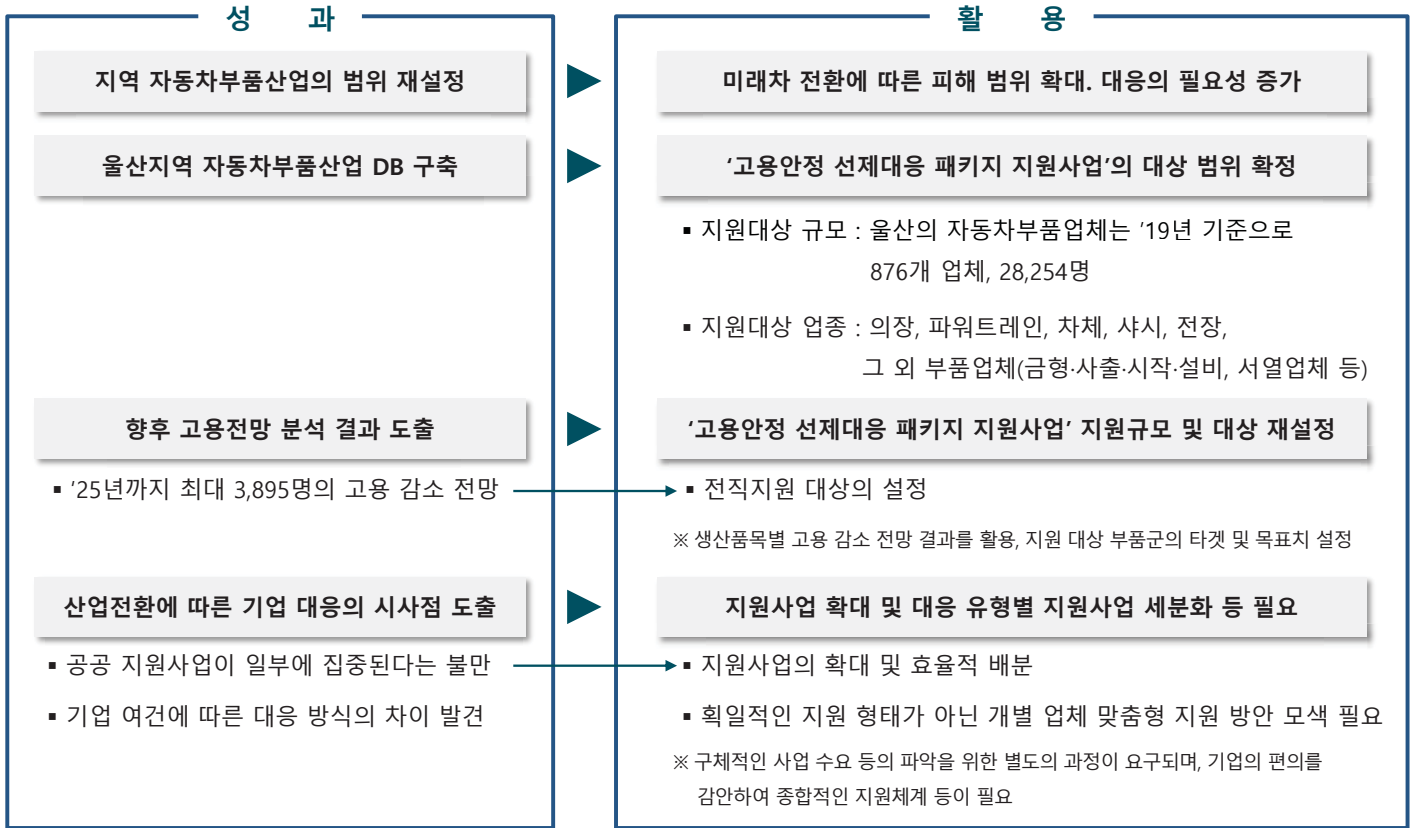 성 과
활 용
지역 자동차부품산업의 범위 재설정
미래차 전환에 따른 피해 범위 확대. 대응의 필요성 증가
울산지역 자동차부품산업 DB 구축
‘고용안정 선제대응 패키지 지원사업’의 대상 범위 확정
▪ 지원대상 규모 : 울산의 자동차부품업체는 ’19년 기준으로
876개 업체, 28,254명
▪ 지원대상 업종 : 의장, 파워트레인, 차체, 샤시, 전장,
그 외 부품업체(금형·사출·시작·설비, 서열업체 등)
향후 고용전망 분석 결과 도출
‘고용안정 선제대응 패키지 지원사업’ 지원규모 및 대상 재설정
▪ ’25년까지 최대 3,895명의 고용 감소 전망
▪ 전직지원 대상의 설정
※ 생산품목별 고용 감소 전망 결과를 활용, 지원 대상 부품군의 타겟 및 목표치 설정
산업전환에 따른 기업 대응의 시사점 도출
지원사업 확대 및 대응 유형별 지원사업 세분화 등 필요
▪ 공공 지원사업이 일부에 집중된다는 불만
▪ 지원사업의 확대 및 효율적 배분
▪ 기업 여건에 따른 대응 방식의 차이 발견
▪ 획일적인 지원 형태가 아닌 개별 업체 맞춤형 지원 방안 모색 필요
※ 구체적인 사업 수요 등의 파악을 위한 별도의 과정이 요구되며, 기업의 편의를
감안하여 종합적인 지원체계 등이 필요